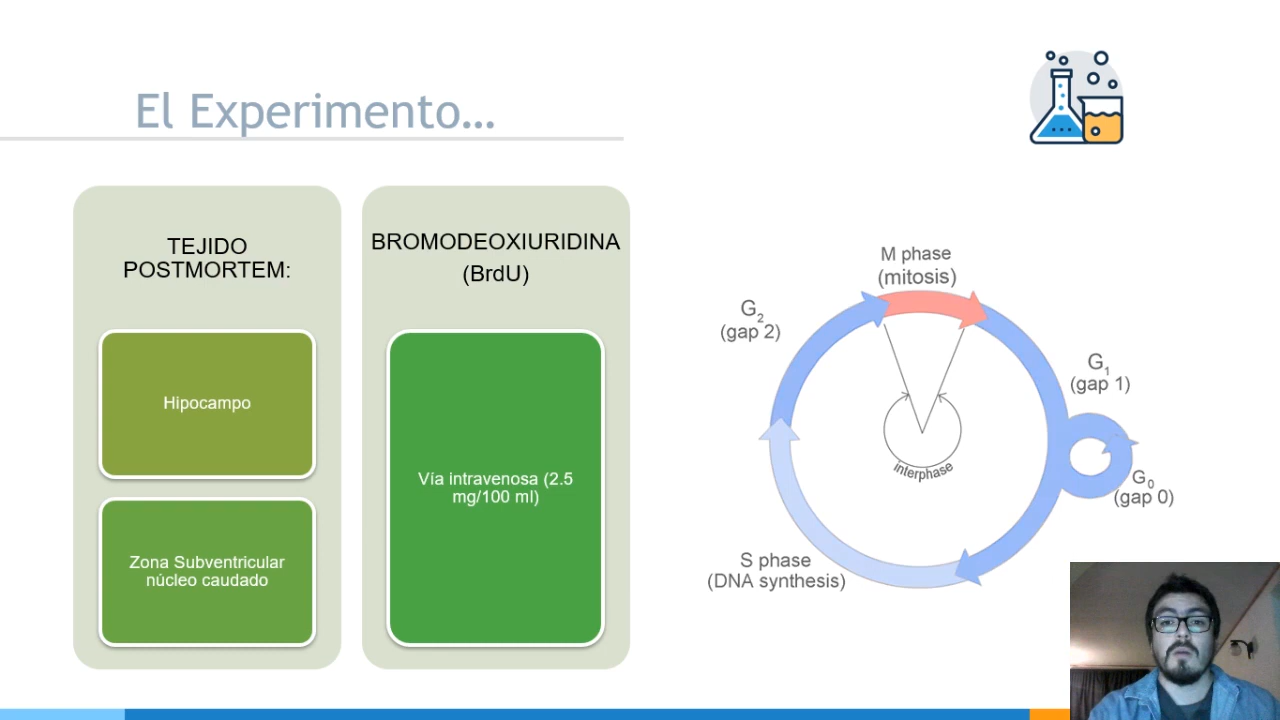 El Experimento...
TEJIDO
POSTMORTEM:
Hipocampo
Zona Subventricular
núcleo caudado
BROMODEOXIURIDINA
(BrdU)
Vía intravenosa (2.5
mg/100 ml)
M phase
(mitosis)
G2
(gap 2)
G1
(gap 1)
interphase
G0
(gap 0)
S phase
(DNA synthesis)